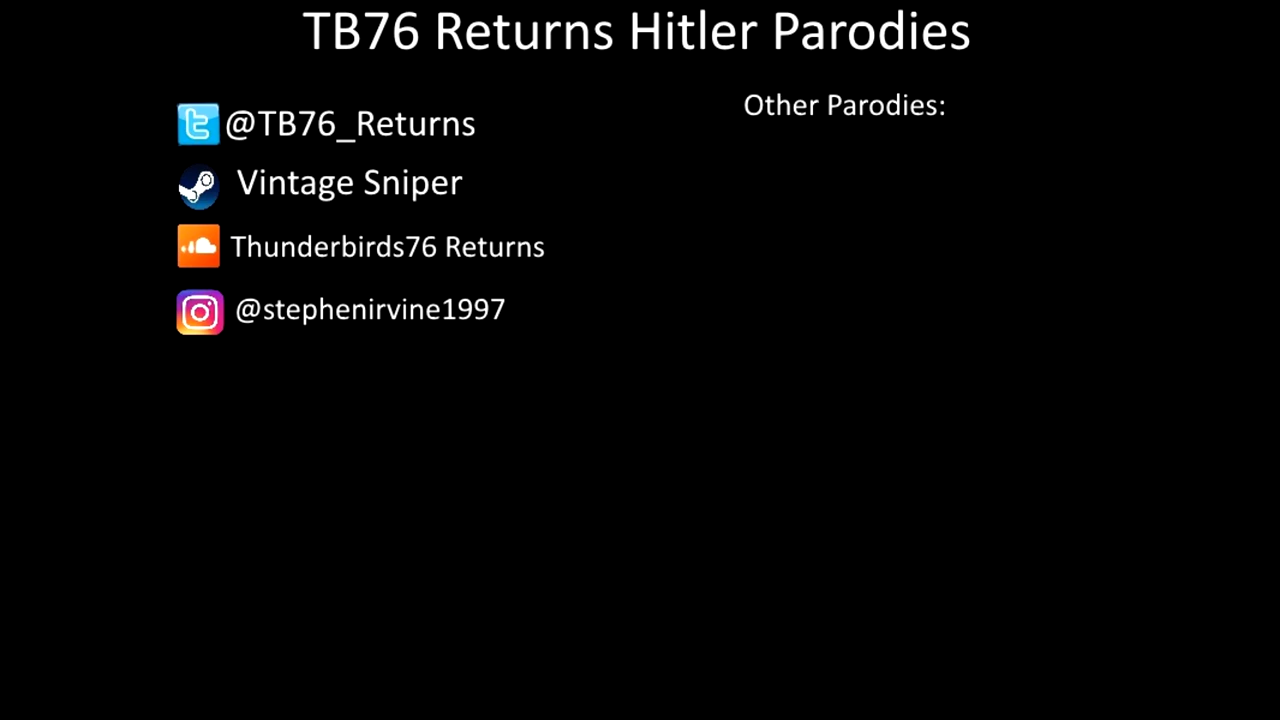 TB76 Returns Hitler Parodies
@TB76_Returns
Vintage Sniper
Thunderbirds76 Returns
@stephenirvine1997
Other Parodies: